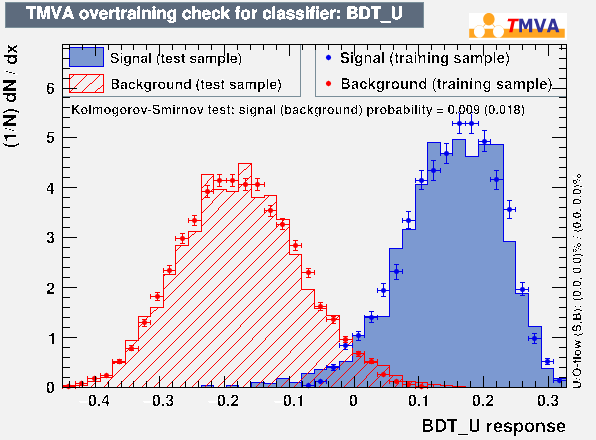 TMVA overtraining check for classifier: BDT_U
TMVA
Signal (test sample)
Background (test sample)
Signal (training sample)
Background (training sample)
Kolmogorov-Smirnov test: signal (background) probability = 0.009 (0.018)
(1/N) dN / dx
6
5
4
3
2
1
0
-0.4 -0.3 -0.2 -0.1 0 0.1 0.2 0.3
BDT_U response
U/O-flow (S,B): (0.0, 0.0)% / (0.0, 0.0)%